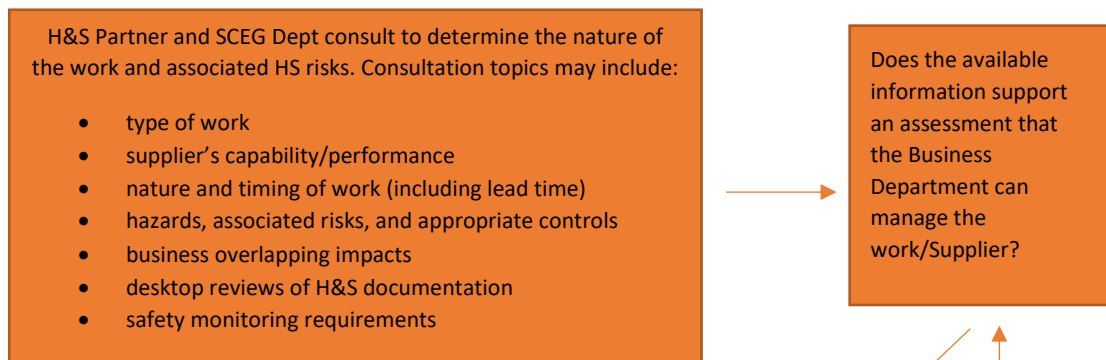 H&S Partner and SCEG Dept consult to determine the nature of
the work and associated HS risks. Consultation topics may include:
• type of work
• supplier’s capability/performance
• nature and timing of work (including lead time)
• hazards, associated risks, and appropriate controls
• business overlapping impacts
• desktop reviews of H&S documentation
• safety monitoring requirements
Does the available
information support
an assessment that
the Business
Department can
manage the
work/Supplier?